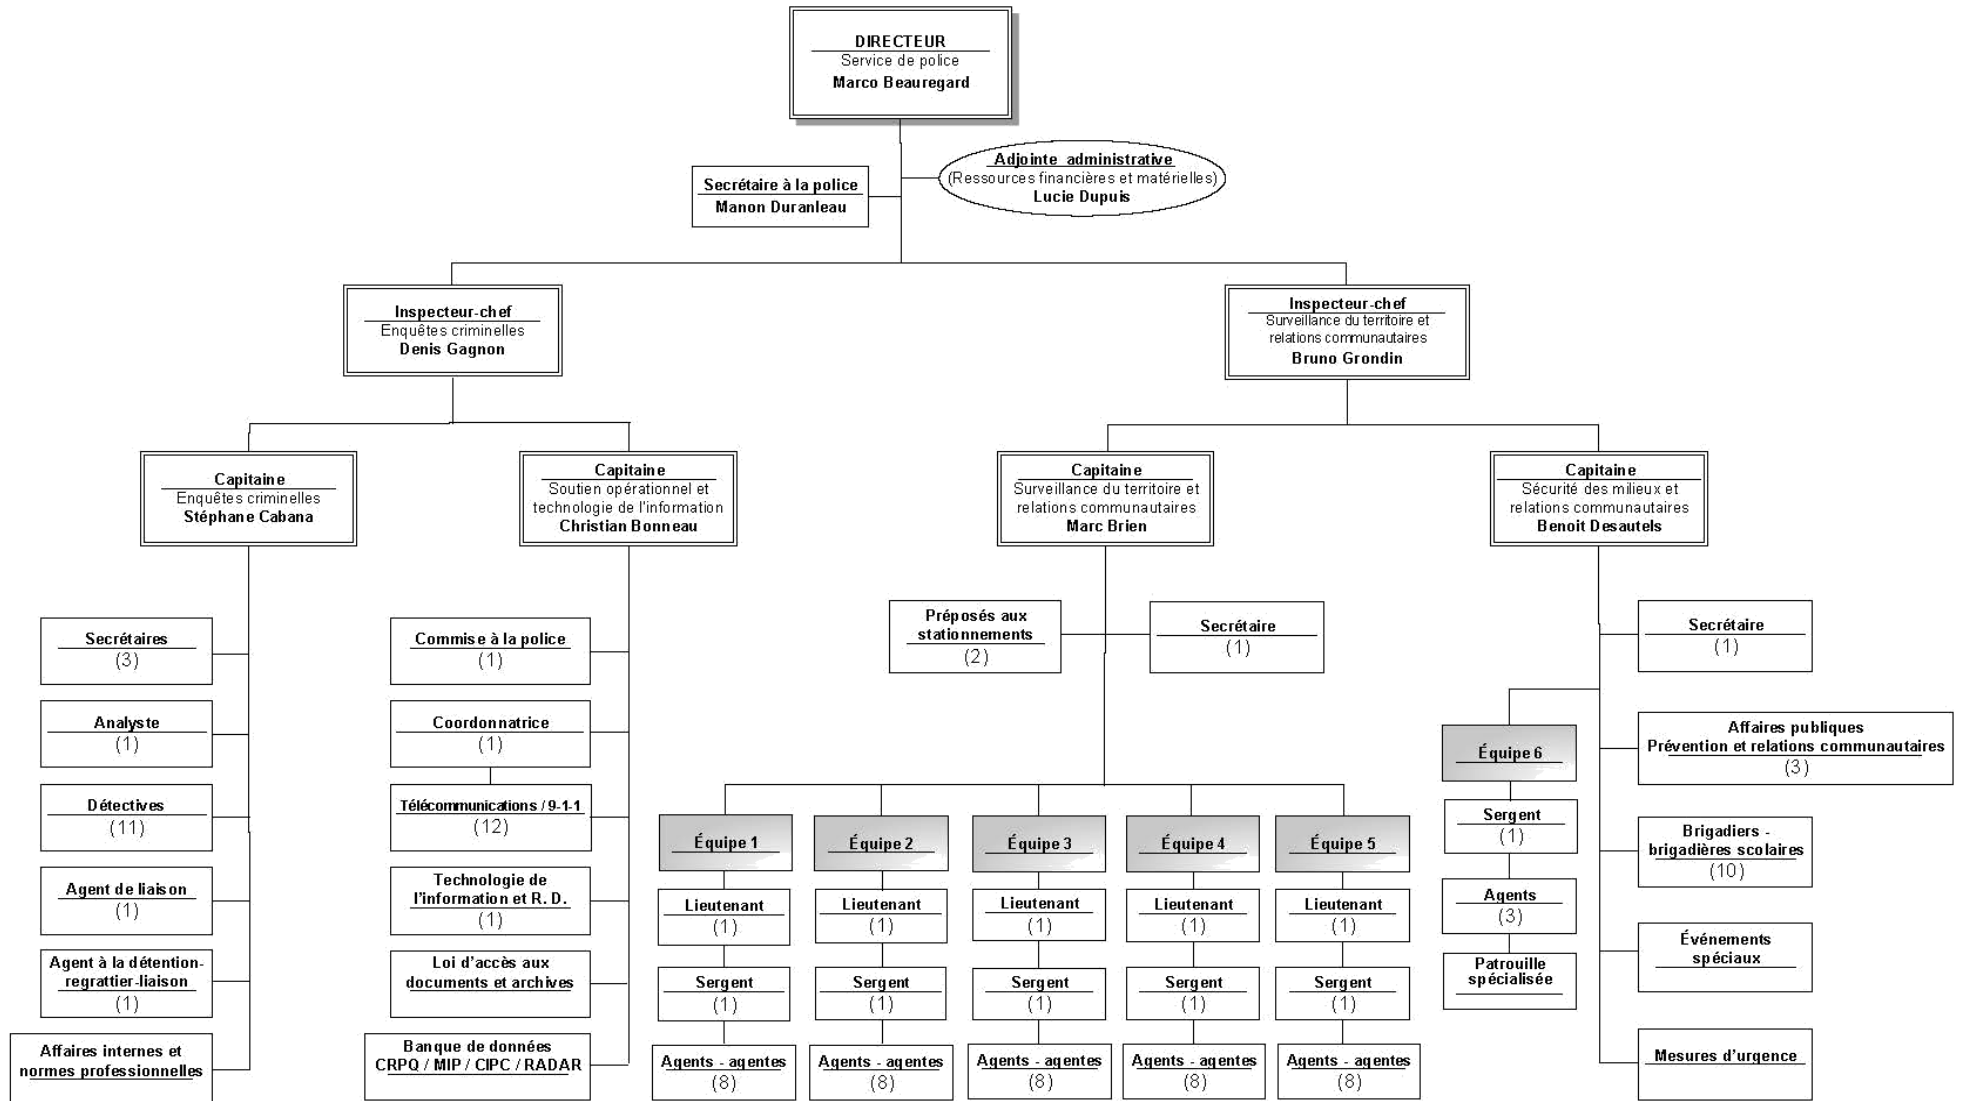 DIRECTEUR
Service de police
Marco Beauregard
Adjointe administrative
(Ressources financières et matérielles)
Lucie Dupuis
Secrétaire à la police
Manon Duranleau
Inspecteur-chef
Enquêtes criminelles
Denis Gagnon
Inspecteur-chef
Surveillance du territoire et
relations communautaires
Bruno Grondin
Capitaine
Enquêtes criminelles
Stéphane Cabana
Capitaine
Soutien opérationnel et
technologie de l'information
Christian Bonneau
Capitaine
Surveillance du territoire et
relations communautaires
Marc Brien
Capitaine
Sécurité des milieux et
relations communautaires
Benoit Desautels
Secrétaires
(3)
Analyste
(1)
Détectives
(11)
Agent de liaison
(1)
Agent à la détention-
regrattier-liaison
(1)
Affaires internes et
normes professionnelles
Commise à la police
(1)
Coordonnatrice
(1)
Télécommunications / 9-1-1
(12)
Technologie de
l'information et R. D.
(1)
Loi d'accès aux
documents et archives
Banque de données
CRPQ / MIP / CIPC / RADAR
Préposés aux
stationnements
(2)
Secrétaire
(1)
Équipe 1
Lieutenant
(1)
Sergent
(1)
Agents - agentes
(8)
Équipe 2
Lieutenant
(1)
Sergent
(1)
Agents - agentes
(8)
Équipe 3
Lieutenant
(1)
Sergent
(1)
Agents - agentes
(8)
Équipe 4
Lieutenant
(1)
Sergent
(1)
Agents - agentes
(8)
Équipe 5
Lieutenant
(1)
Sergent
(1)
Agents - agentes
(8)
Équipe 6
Sergent
(1)
Agents
(3)
Patrouille
spécialisée
Secrétaire
(1)
Affaires publiques
Prévention et relations communautaires
(3)
Brigadiers -
brigadières scolaires
(10)
Événements
spéciaux
Mesures d'urgence